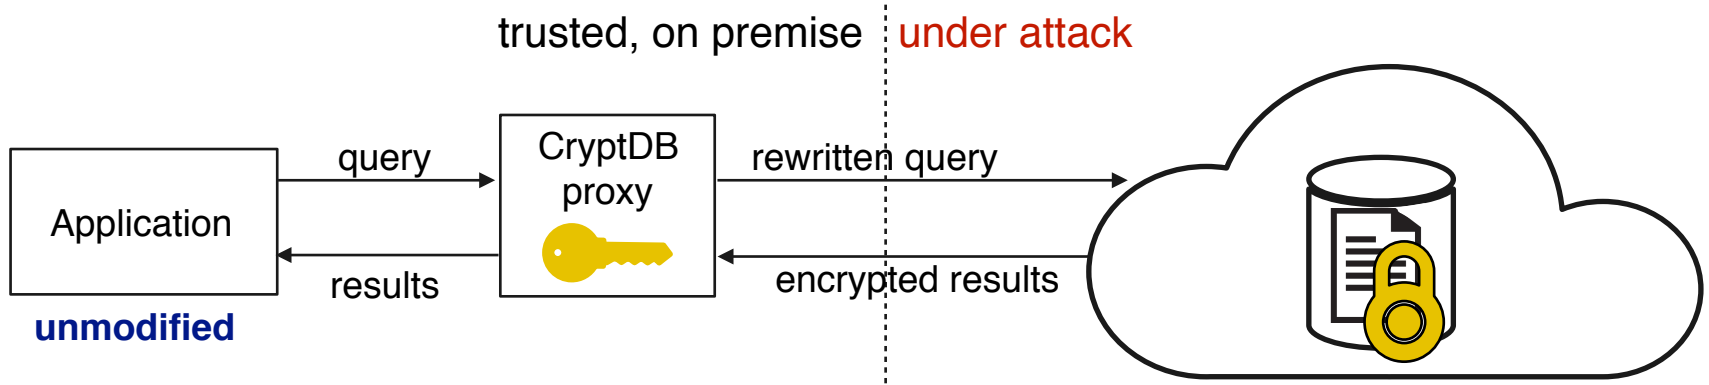 trusted, on premise
under attack
CryptDB
proxy
query
rewritten query
Application
results
encrypted results
unmodified